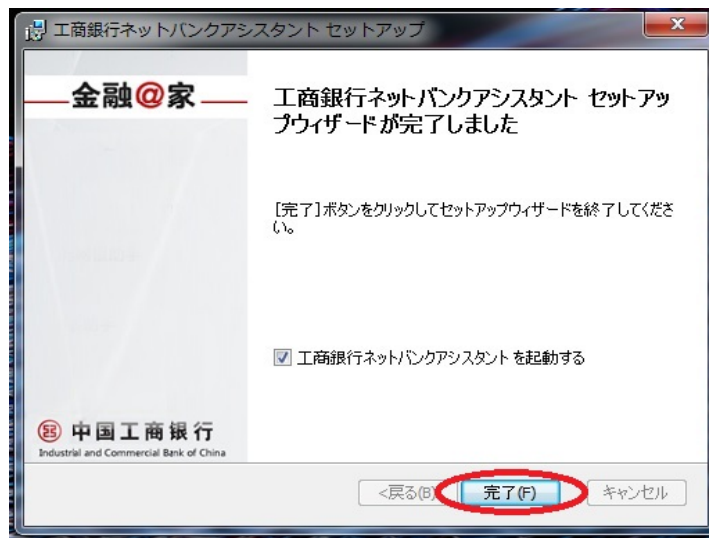 工商銀行ネットバンクアシスタント セットアップ
金融@家
工商銀行ネットバンクアシスタント セットアッ
プウィザードが完了しました
[完了]ボタンをクリックしてセットアップウィザードを終了してくださ
い。
工商銀行ネットバンクアシスタント を起動する
中国工商银行
Industrial and Commercial Bank of China
<戻る(B)
完了(F)
キャンセル